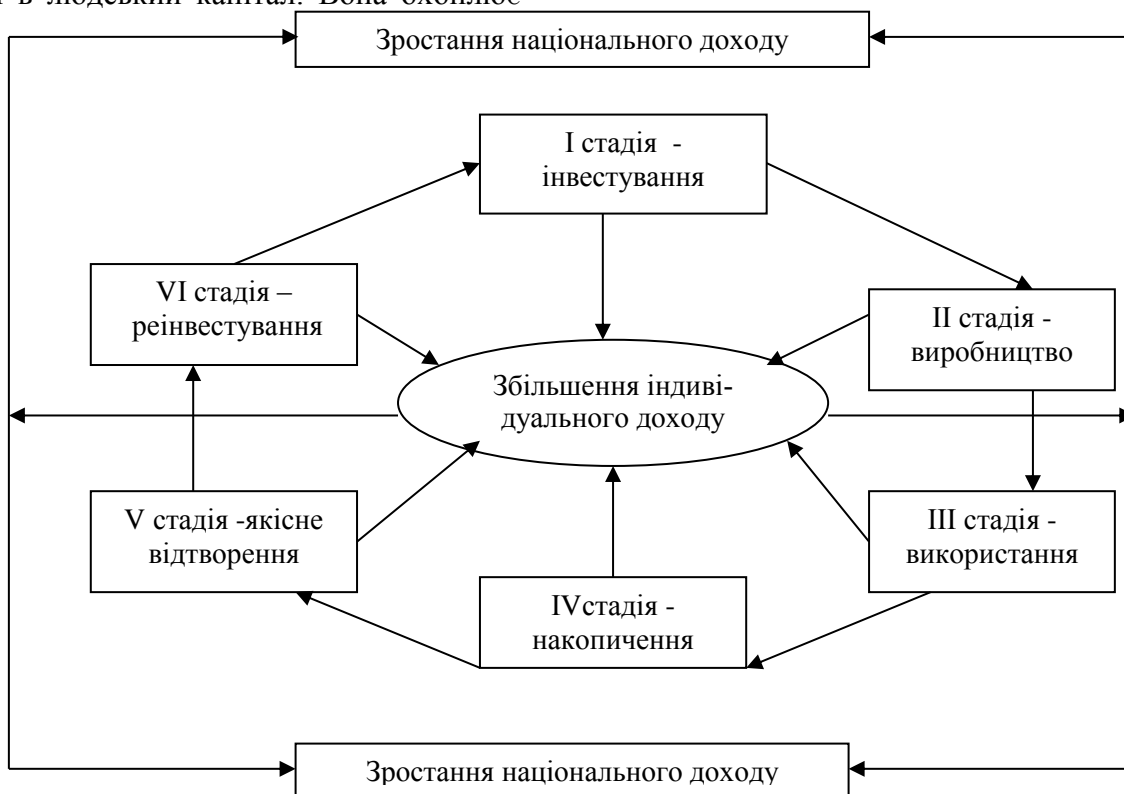 в людський капітал. Вона охоплює
Зростання національного доходу
I стадія -
інвестування
VI стадія –
реінвестування
II стадія -
виробництво
Збільшення індиві-
дуального доходу
V стадія -якісне
відтворення
III стадія -
використання
IVстадія -
накопичення
Зростання національного доходу